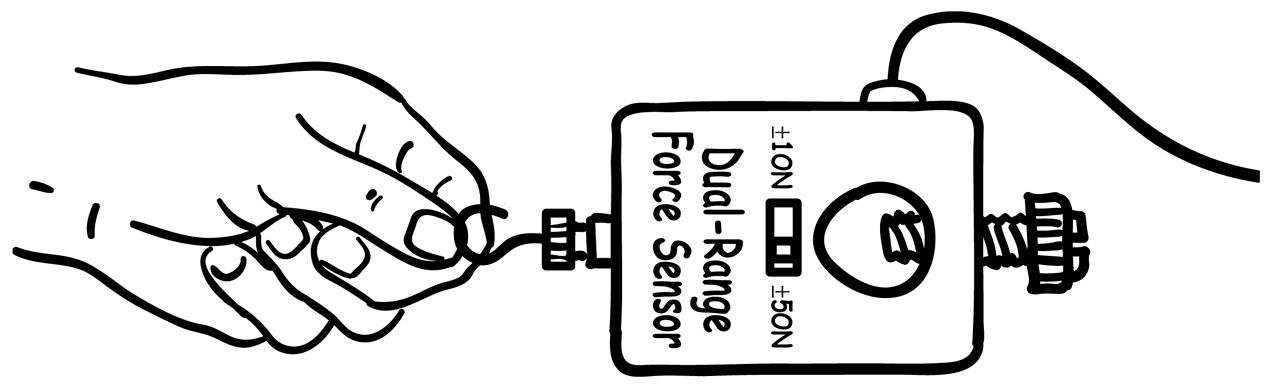 Dual-Range
Force Sensor
±10N
±50N